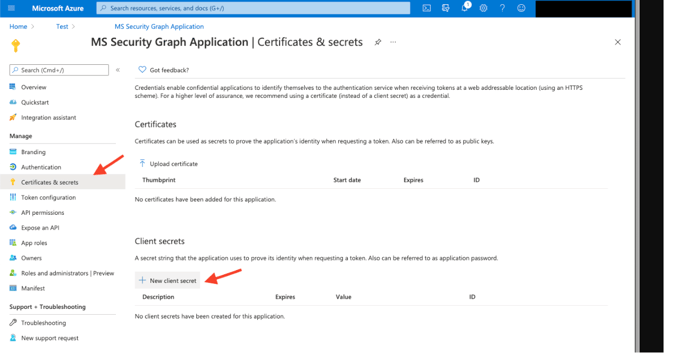 Microsoft Azure
Search resources, services, and docs (G+/)
Home > Test > MS Security Graph Application
MS Security Graph Application | Certificates & secrets
Search (Cmd+/)
Got feedback?
Overview
Quickstart
Integration assistant
Credentials enable confidential applications to identify themselves to the authentication service when receiving tokens at a web addressable location (using an HTTPS
scheme). For a higher level of assurance, we recommend using a certificate (instead of a client secret) as a credential.
Manage
Branding
Authentication
Certificates & secrets
Token configuration
API permissions
Expose an API
App roles
Owners
Roles and administrators | Preview
Manifest
Support + Troubleshooting
Troubleshooting
New support request
Certificates
Certificates can be used as secrets to prove the application's identity when requesting a token. Also can be referred to as public keys.
Upload certificate
Thumbprint Start date Expires ID
No certificates have been added for this application.
Client secrets
A secret string that the application uses to prove its identity when requesting a token. Also can be referred to as application password.
New client secret
Description Expires Value ID
No client secrets have been created for this application.